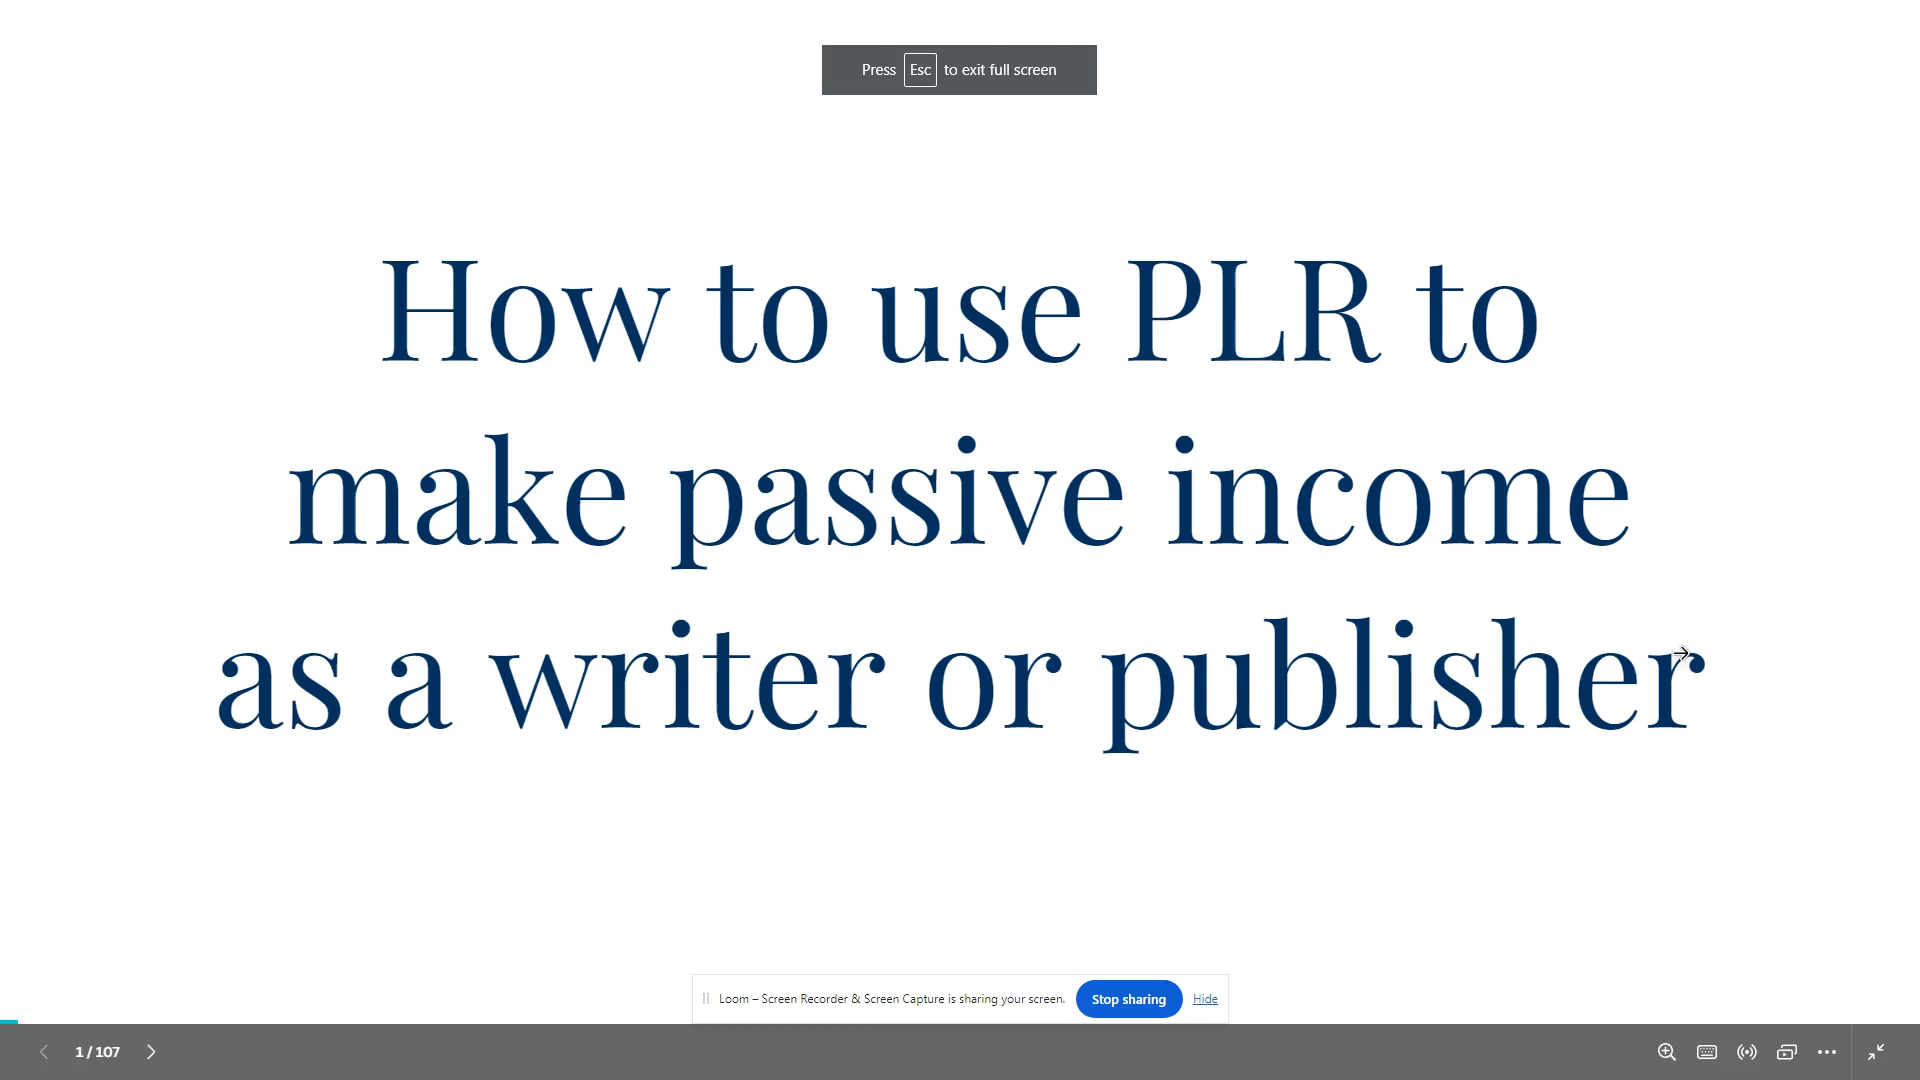 Press Esc to exit full screen
How to use PLR to
make passive income
as a writer or publisher
Loom – Screen Recorder & Screen Capture is sharing your screen. Stop sharing Hide
1 / 107